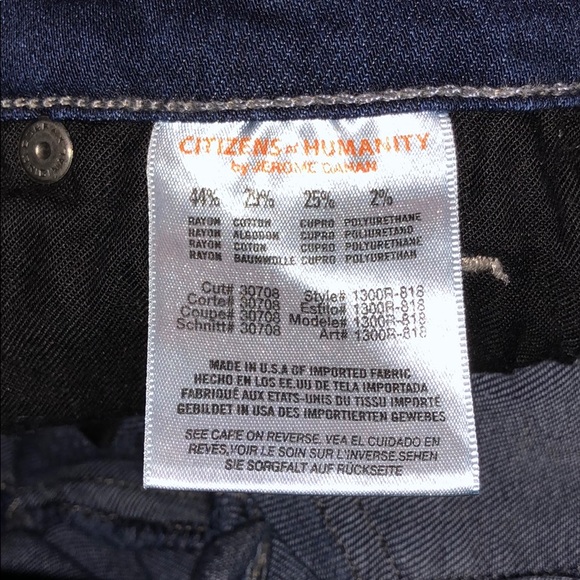 CITIZENS of HUMANITY
by JEROME DAHAN
44% 29% 25% 2%
RAYON COTTON CUPRO POLYURETHANE
RAYON ALGODON CUPRO POLIURETANO
RAYON COTON CUPRO POLYURETHANE
RAYON BAUMWOLLE CUPRO POLYURETHAN
Cut# 30708 Style# 1300R-818
Corte# 30708 Estilo# 1300R-818
Coupe# 30708 Modele# 1300R-818
Schnitt# 30708 Art# 1300R-818
MADE IN U.S.A OF IMPORTED FABRIC
HECHO EN LOS EE.UU DE TELA IMPORTADA
FABRIQUÉ AUX ETATS-UNIS DU TISSU IMPORTÉ
GEBILDET IN USA DES IMPORTIERTEN GEWEBES
SEE CARE ON REVERSE. VEA EL CUIDADO EN
REVÉS, VOIR LE SOIN SUR L'INVERSE. SEHEN
SIE SORGFALT AUF RÜCKSEITE